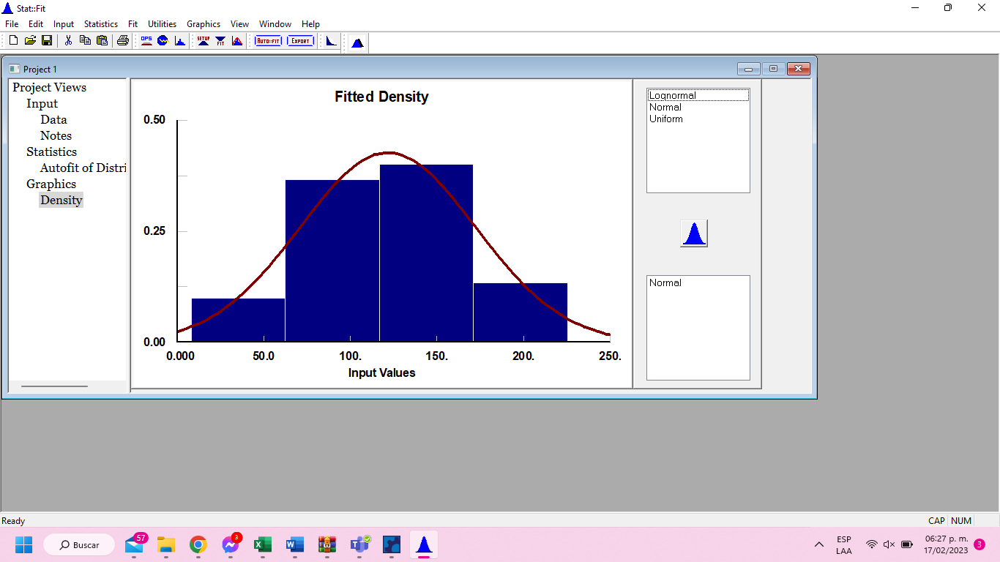 Stat::Fit
File Edit Input Statistics Fit Utilities Graphics View Window Help
OPS SETUP FIT AUTO::FIT EXPORT
Project 1
Project Views
Input
Data
Notes
Statistics
Autofit of Distri
Graphics
Density
Fitted Density
0.50
0.25
0.00
0.000 50.0 100. 150. 200. 250.
Input Values
Lognormal
Normal
Uniform
Normal
Ready
CAP NUM
Buscar
57
3
ESP
LAA
06:27 p. m.
17/02/2023
3